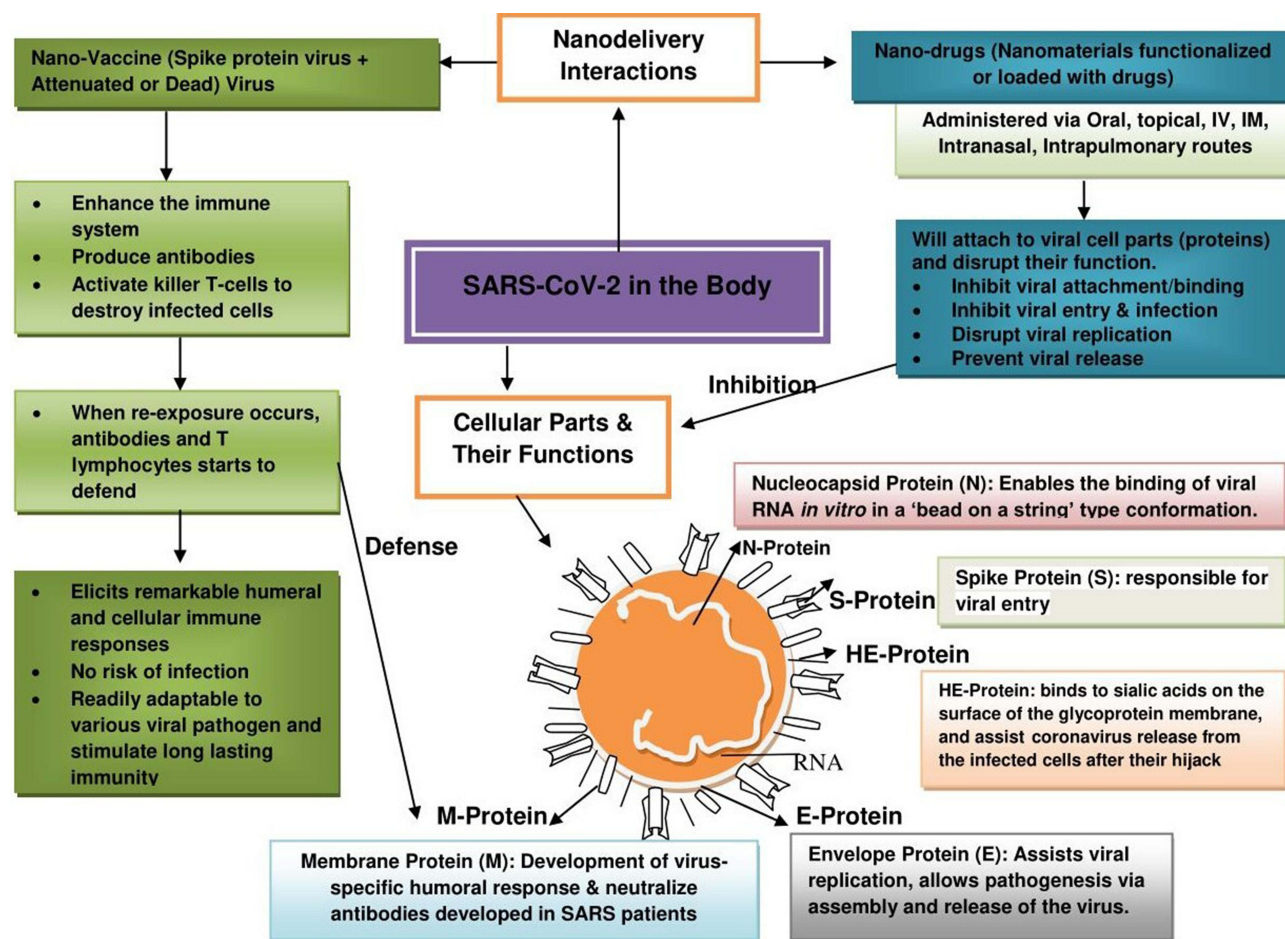 Nanodelivery
Interactions
Nano-Vaccine (Spike protein virus +
Attenuated or Dead) Virus
Nano-drugs (Nanomaterials functionalized
or loaded with drugs)
Administered via Oral, topical, IV, IM,
Intranasal, Intrapulmonary routes
• Enhance the immune
system
• Produce antibodies
• Activate killer T-cells to
destroy infected cells
SARS-CoV-2 in the Body
Will attach to viral cell parts (proteins)
and disrupt their function.
• Inhibit viral attachment/binding
• Inhibit viral entry & infection
• Disrupt viral replication
• Prevent viral release
Inhibition
• When re-exposure occurs,
antibodies and T
lymphocytes starts to
defend
Cellular Parts &
Their Functions
Defense
Nucleocapsid Protein (N): Enables the binding of viral
RNA in vitro in a ‘bead on a string’ type conformation.
N-Protein
S-Protein
Spike Protein (S): responsible for
viral entry
• Elicits remarkable humeral
and cellular immune
responses
• No risk of infection
• Readily adaptable to
various viral pathogen and
stimulate long lasting
immunity
HE-Protein
HE-Protein: binds to sialic acids on the
surface of the glycoprotein membrane,
and assist coronavirus release from
the infected cells after their hijack
RNA
M-Protein
E-Protein
Membrane Protein (M): Development of virus-
specific humoral response & neutralize
antibodies developed in SARS patients
Envelope Protein (E): Assists viral
replication, allows pathogenesis via
assembly and release of the virus.